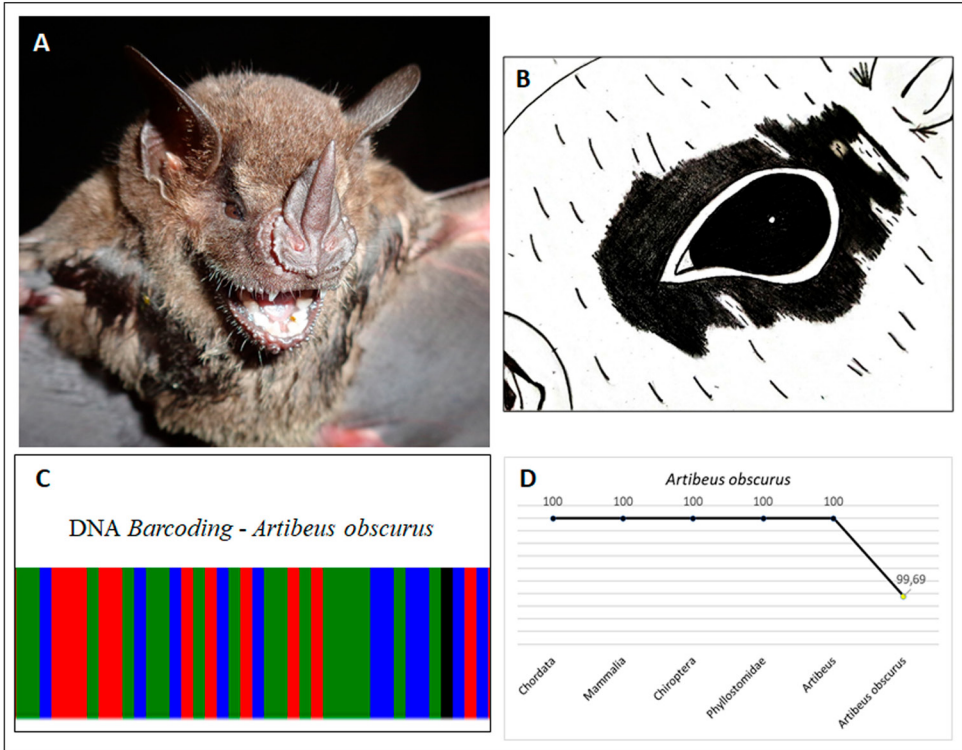 A
B
C
DNA Barcoding - Artibeus obscurus
D
Artibeus obscurus
100 100 100 100 100
99,69
Chordata
Mammalia
Chiroptera
Phyllostomidae
Artibeus
Artibeus obscurus